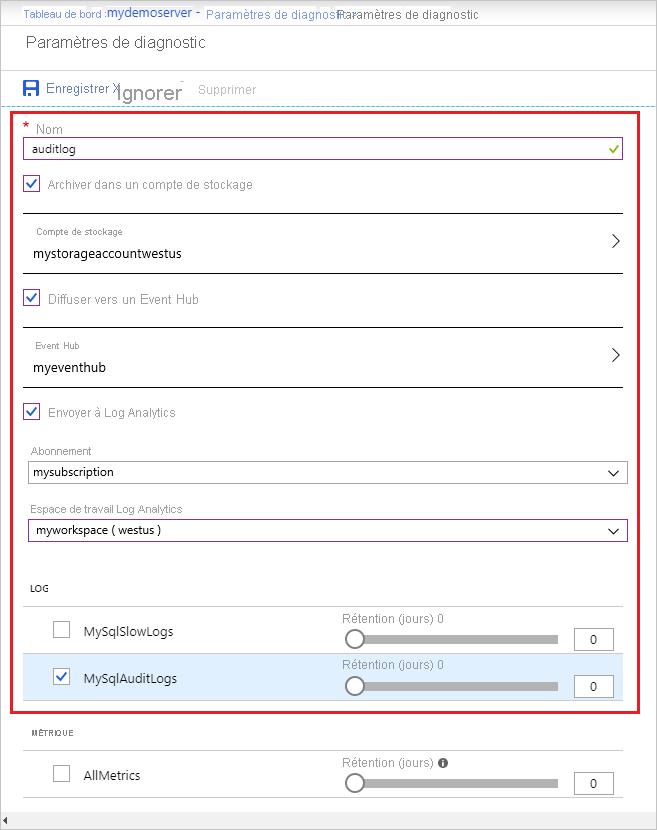 Tableau de bord : mydemoserver - Paramètres de diagnostic - Paramètres de diagnostic
Paramètres de diagnostic
Enregistrer X Ignorer Supprimer
* Nom
auditlog
Archiver dans un compte de stockage
Compte de stockage
mystorageaccountwestus
Diffuser vers un Event Hub
Event Hub
myeventhub
Envoyer à Log Analytics
Abonnement
mysubscription
Espace de travail Log Analytics
myworkspace ( westus )
LOG
Rétention (jours) 0
MySqlSlowLogs 0
Rétention (jours) 0
MySqlAuditLogs 0
MÉTRIQUE
Rétention (jours)
AllMetrics 0